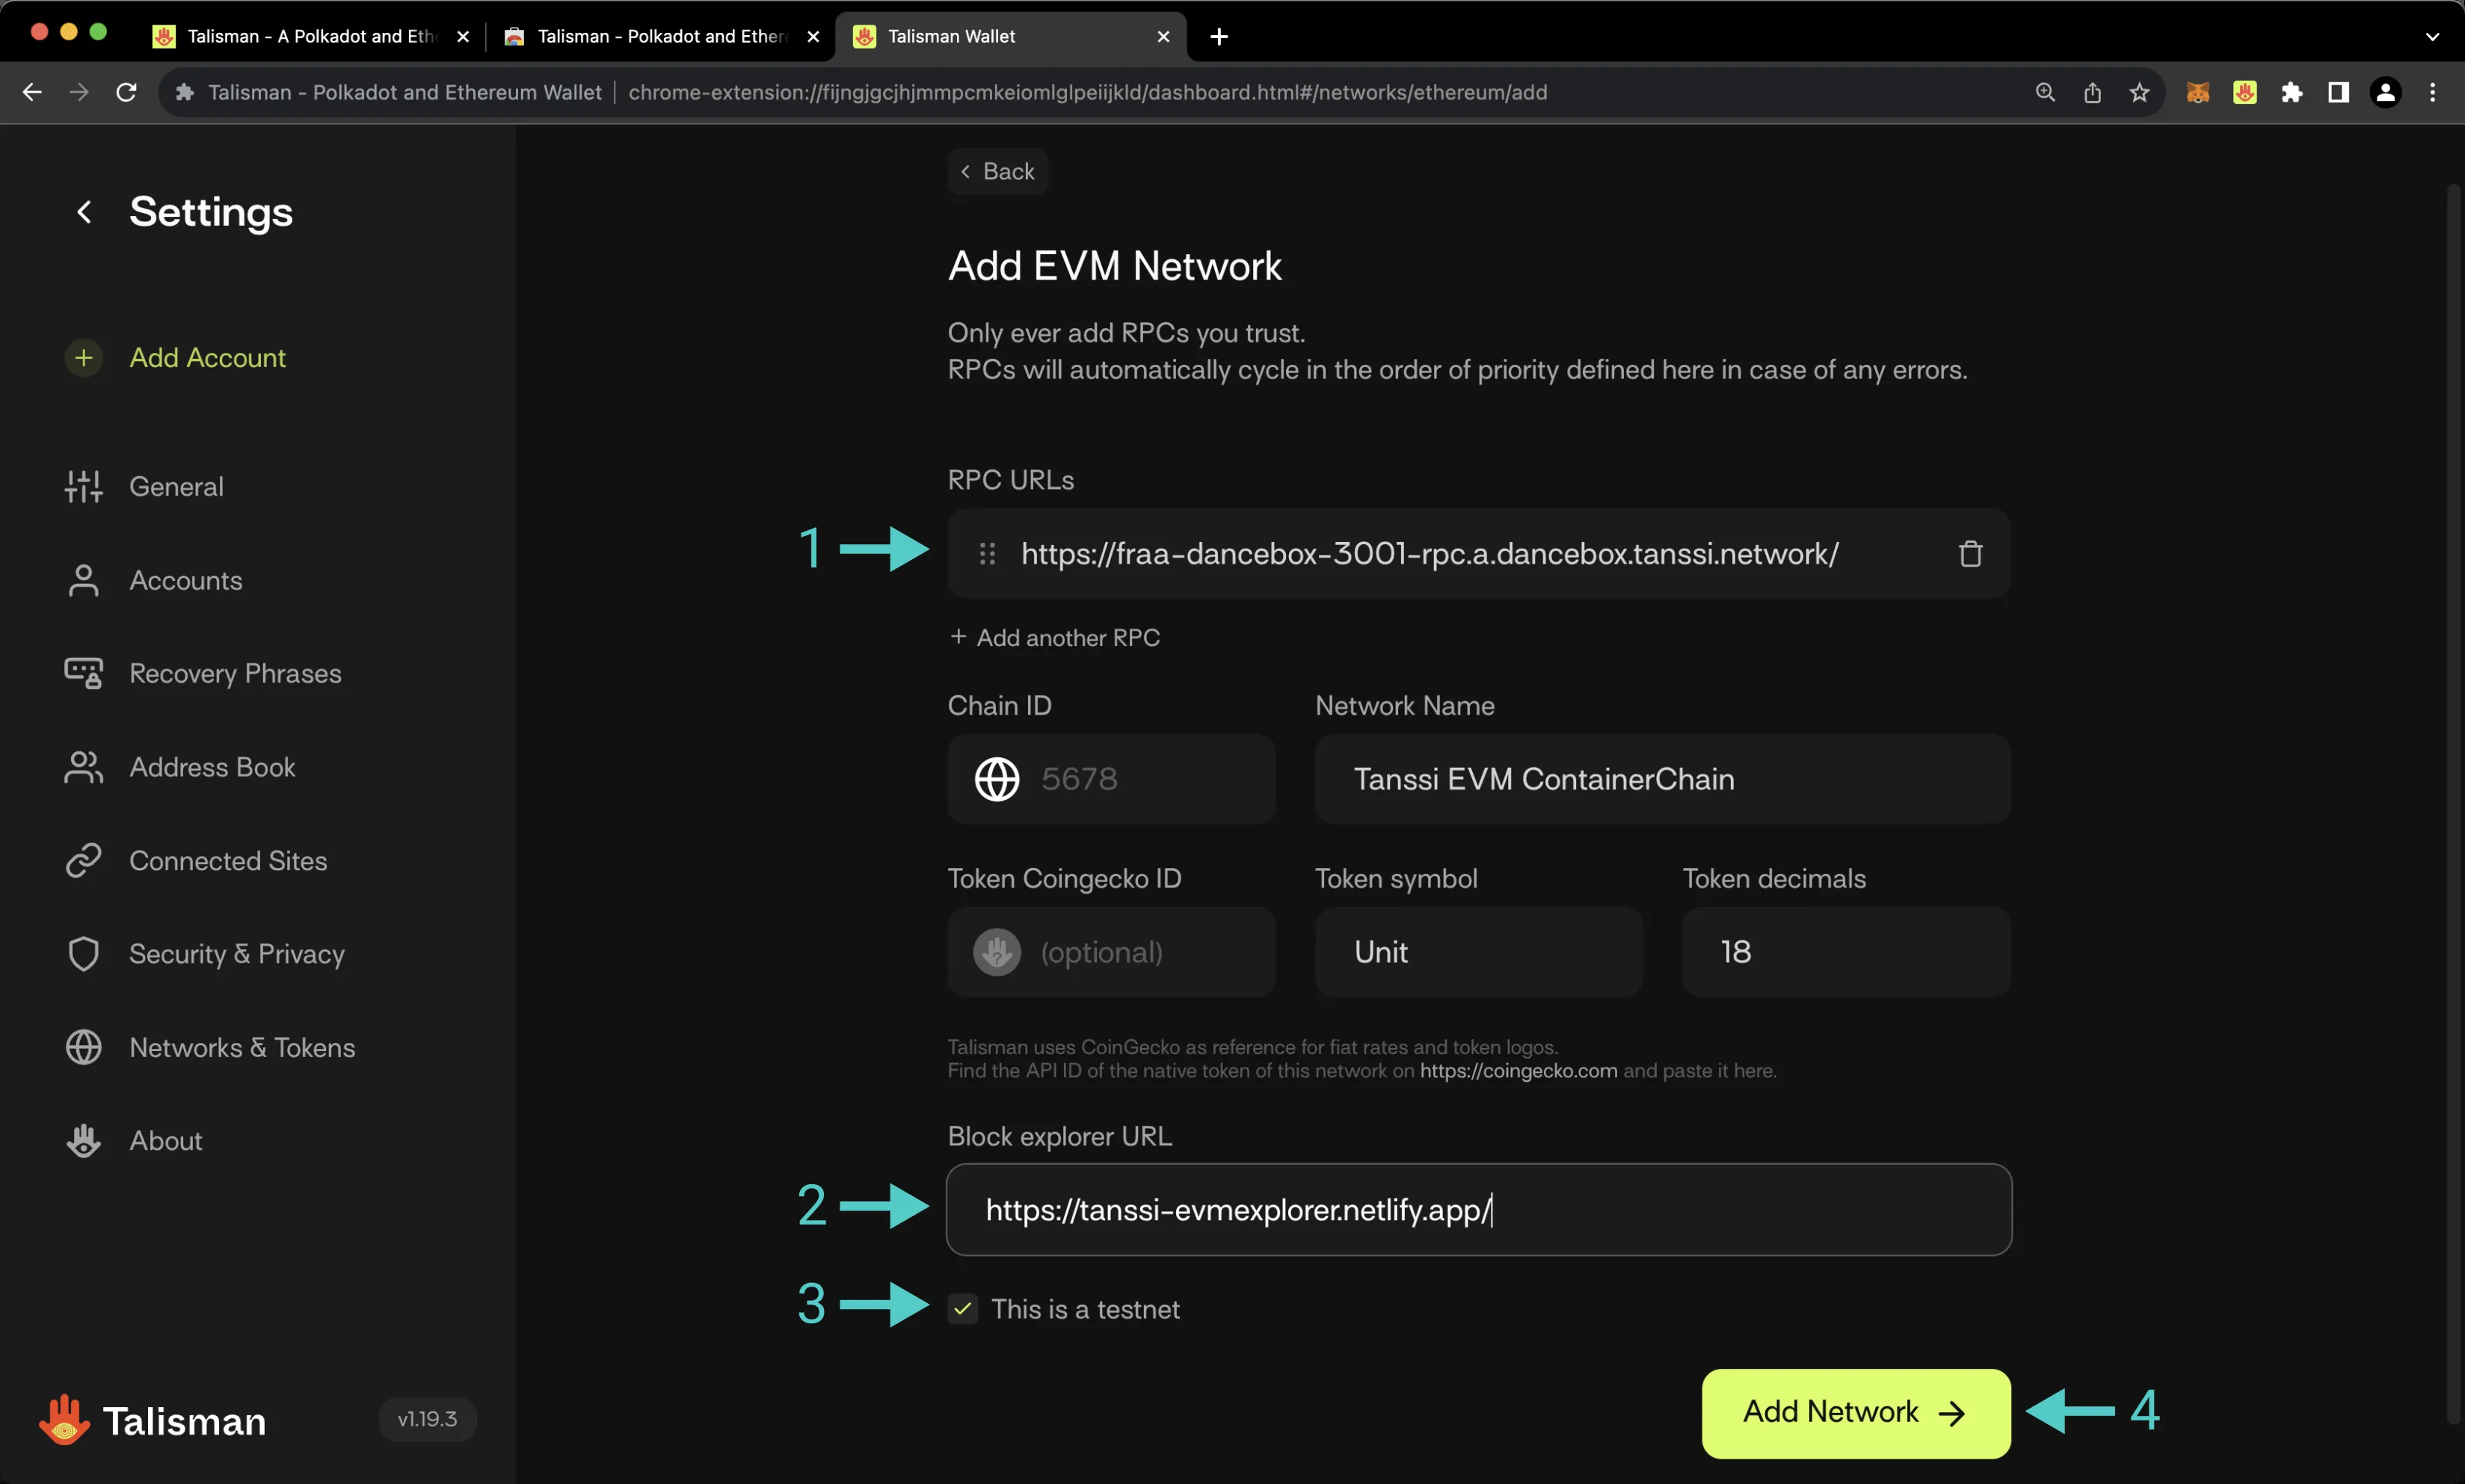 Talisman - A Polkadot and Eth
Talisman - Polkadot and Ether
Talisman Wallet
Talisman - Polkadot and Ethereum Wallet
chrome-extension://fijngjgcjhjmmpcmkeiomlglpeiijkld/dashboard.html#/networks/ethereum/add
Settings
Add Account
General
Accounts
Recovery Phrases
Address Book
Connected Sites
Security & Privacy
Networks & Tokens
About
Talisman
v1.19.3
Back
Add EVM Network
Only ever add RPCs you trust.
RPCs will automatically cycle in the order of priority defined here in case of any errors.
RPC URLs
1
https://fraa-dancebox-3001-rpc.a.dancebox.tanssi.network/
+ Add another RPC
Chain ID
Network Name
5678
Tanssi EVM ContainerChain
Token Coingecko ID
Token symbol
Token decimals
(optional)
Unit
18
Talisman uses CoinGecko as reference for fiat rates and token logos.
Find the API ID of the native token of this network on https://coingecko.com and paste it here.
Block explorer URL
2
https://tanssi-evmexplorer.netlify.app/
3
This is a testnet
Add Network
4